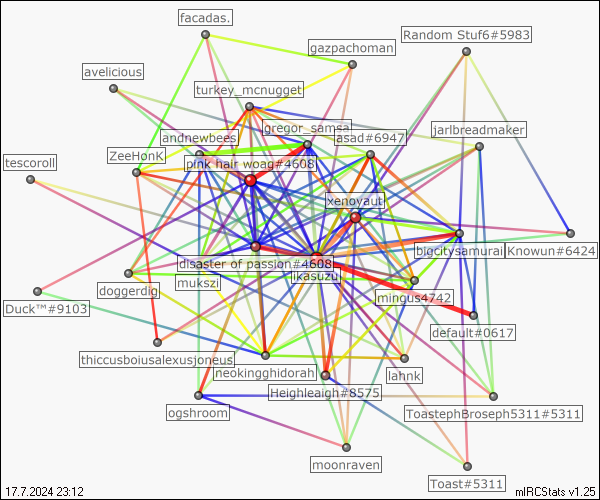 facadas.
Random Stuf6#5983
gazpachoman
avelicious
turkey_mcnugget
gregor_samsa
jarlbreadmaker
andnewbees
asad#6947
ZeeHonK
tescoroll
pink hair woag#4608
xenoyaut
bigcitysamurai
Knowun#6424
disaster of passion#4608
doggerdig
mukszi
ikasuzu
mingus4742
Duck™#9103
default#0617
thiccusboiusalexusjoneus
neokingghidorah
lahnk
Heighleaigh#8575
ogshroom
ToastephBroseph5311#5311
moonraven
Toast#5311
17.7.2024 23:12
mIRCStats v1.25